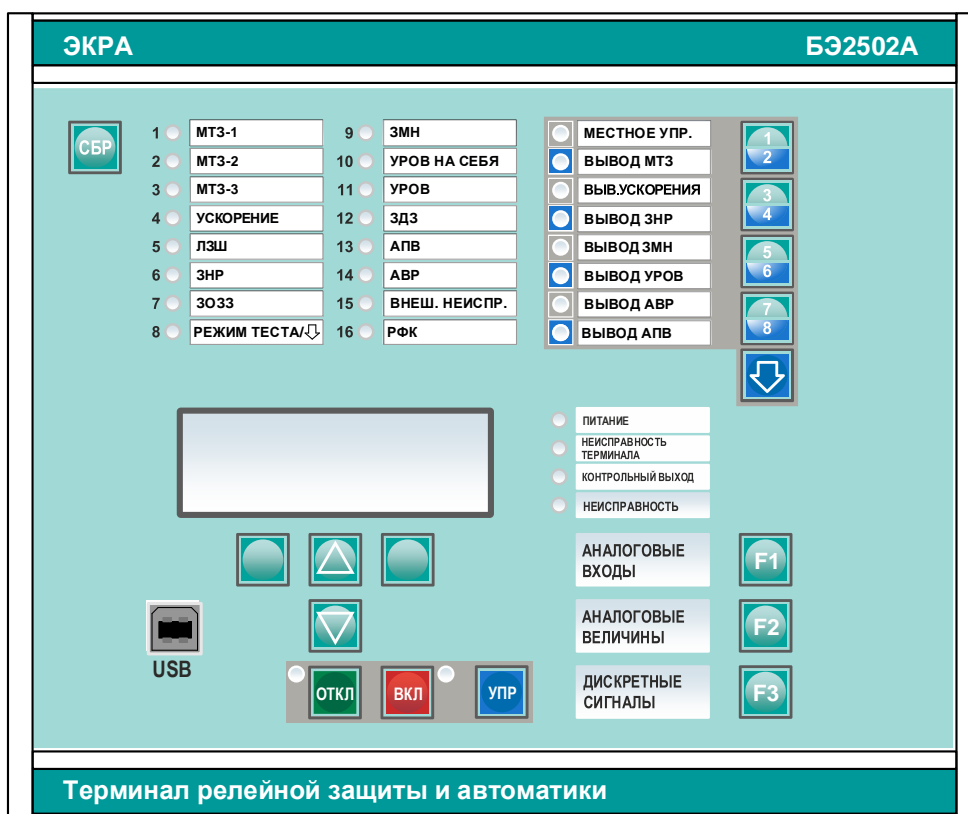 ЭКРА БЭ2502А
СБР
1 МТЗ-1
2 МТЗ-2
3 МТЗ-3
4 УСКОРЕНИЕ
5 ЛЗШ
6 ЗНР
7 ЗОЗЗ
8 РЕЖИМ ТЕСТА/
9 ЗМН
10 УРОВ НА СЕБЯ
11 УРОВ
12 ЗДЗ
13 АПВ
14 АВР
15 ВНЕШ. НЕИСПР.
16 РФК
МЕСТНОЕ УПР.
ВЫВОД МТЗ
ВЫВ.УСКОРЕНИЯ
ВЫВОД ЗНР
ВЫВОД ЗМН
ВЫВОД УРОВ
ВЫВОД АВР
ВЫВОД АПВ
1
2
3
4
5
6
7
8
ПИТАНИЕ
НЕИСПРАВНОСТЬ
ТЕРМИНАЛА
КОНТРОЛЬНЫЙ ВЫХОД
НЕИСПРАВНОСТЬ
АНАЛОГОВЫЕ
ВХОДЫ
F1
АНАЛОГОВЫЕ
ВЕЛИЧИНЫ
F2
ДИСКРЕТНЫЕ
СИГНАЛЫ
F3
USB
ОТКЛ ВКЛ УПР
Терминал релейной защиты и автоматики